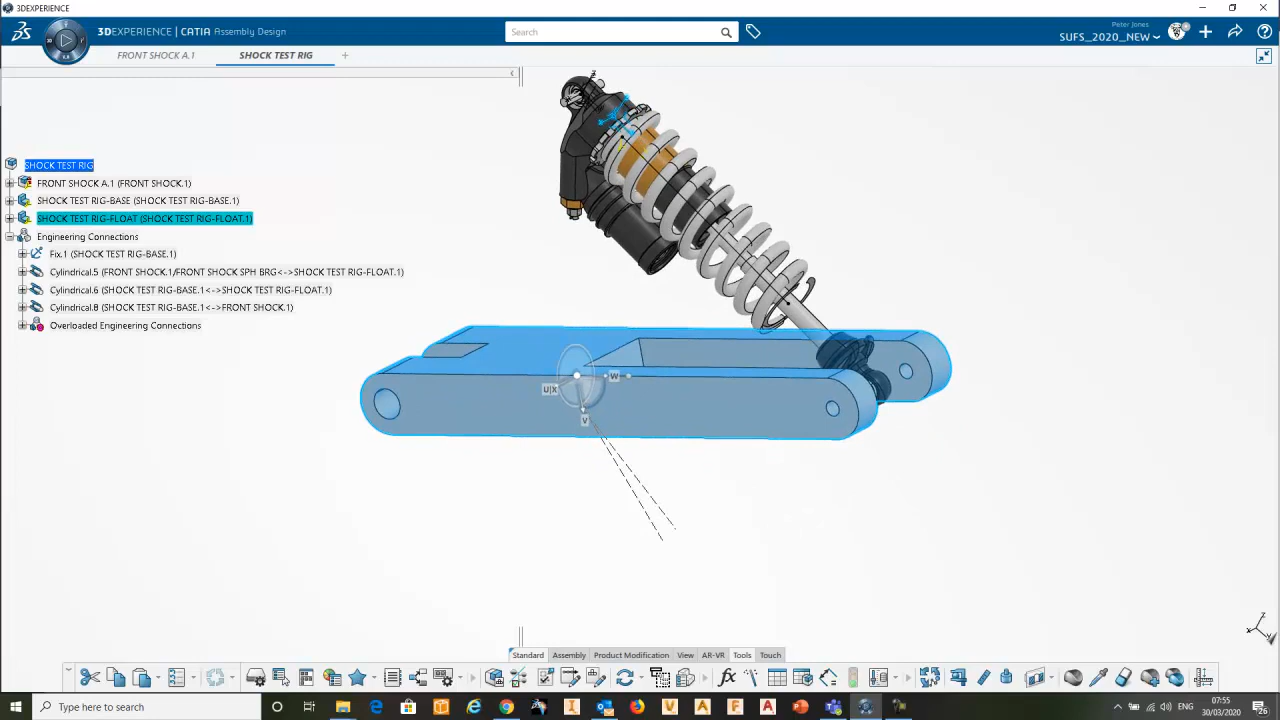 3DEXPERIENCE
3DEXPERIENCE | CATIA Assembly Design
Search
Peter Jones
SUFS_2020_NEW
FRONT SHOCK A.1
SHOCK TEST RIG
SHOCK TEST RIG
FRONT SHOCK A.1 (FRONT SHOCK.1)
SHOCK TEST RIG-BASE (SHOCK TEST RIG-BASE.1)
SHOCK TEST RIG-FLOAT (SHOCK TEST RIG-FLOAT.1)
Engineering Connections
Fix.1 (SHOCK TEST RIG-BASE.1)
Cylindrical.5 (FRONT SHOCK.1/FRONT SHOCK SPH BRG<->SHOCK TEST RIG-FLOAT.1)
Cylindrical.6 (SHOCK TEST RIG-BASE.1<->SHOCK TEST RIG-FLOAT.1)
Cylindrical.8 (SHOCK TEST RIG-BASE.1<->FRONT SHOCK.1)
Overloaded Engineering Connections
W
U|X
V
Standard Assembly Product Modification View AR-VR Tools Touch
Type here to search
ENG
07:55
30/03/2020